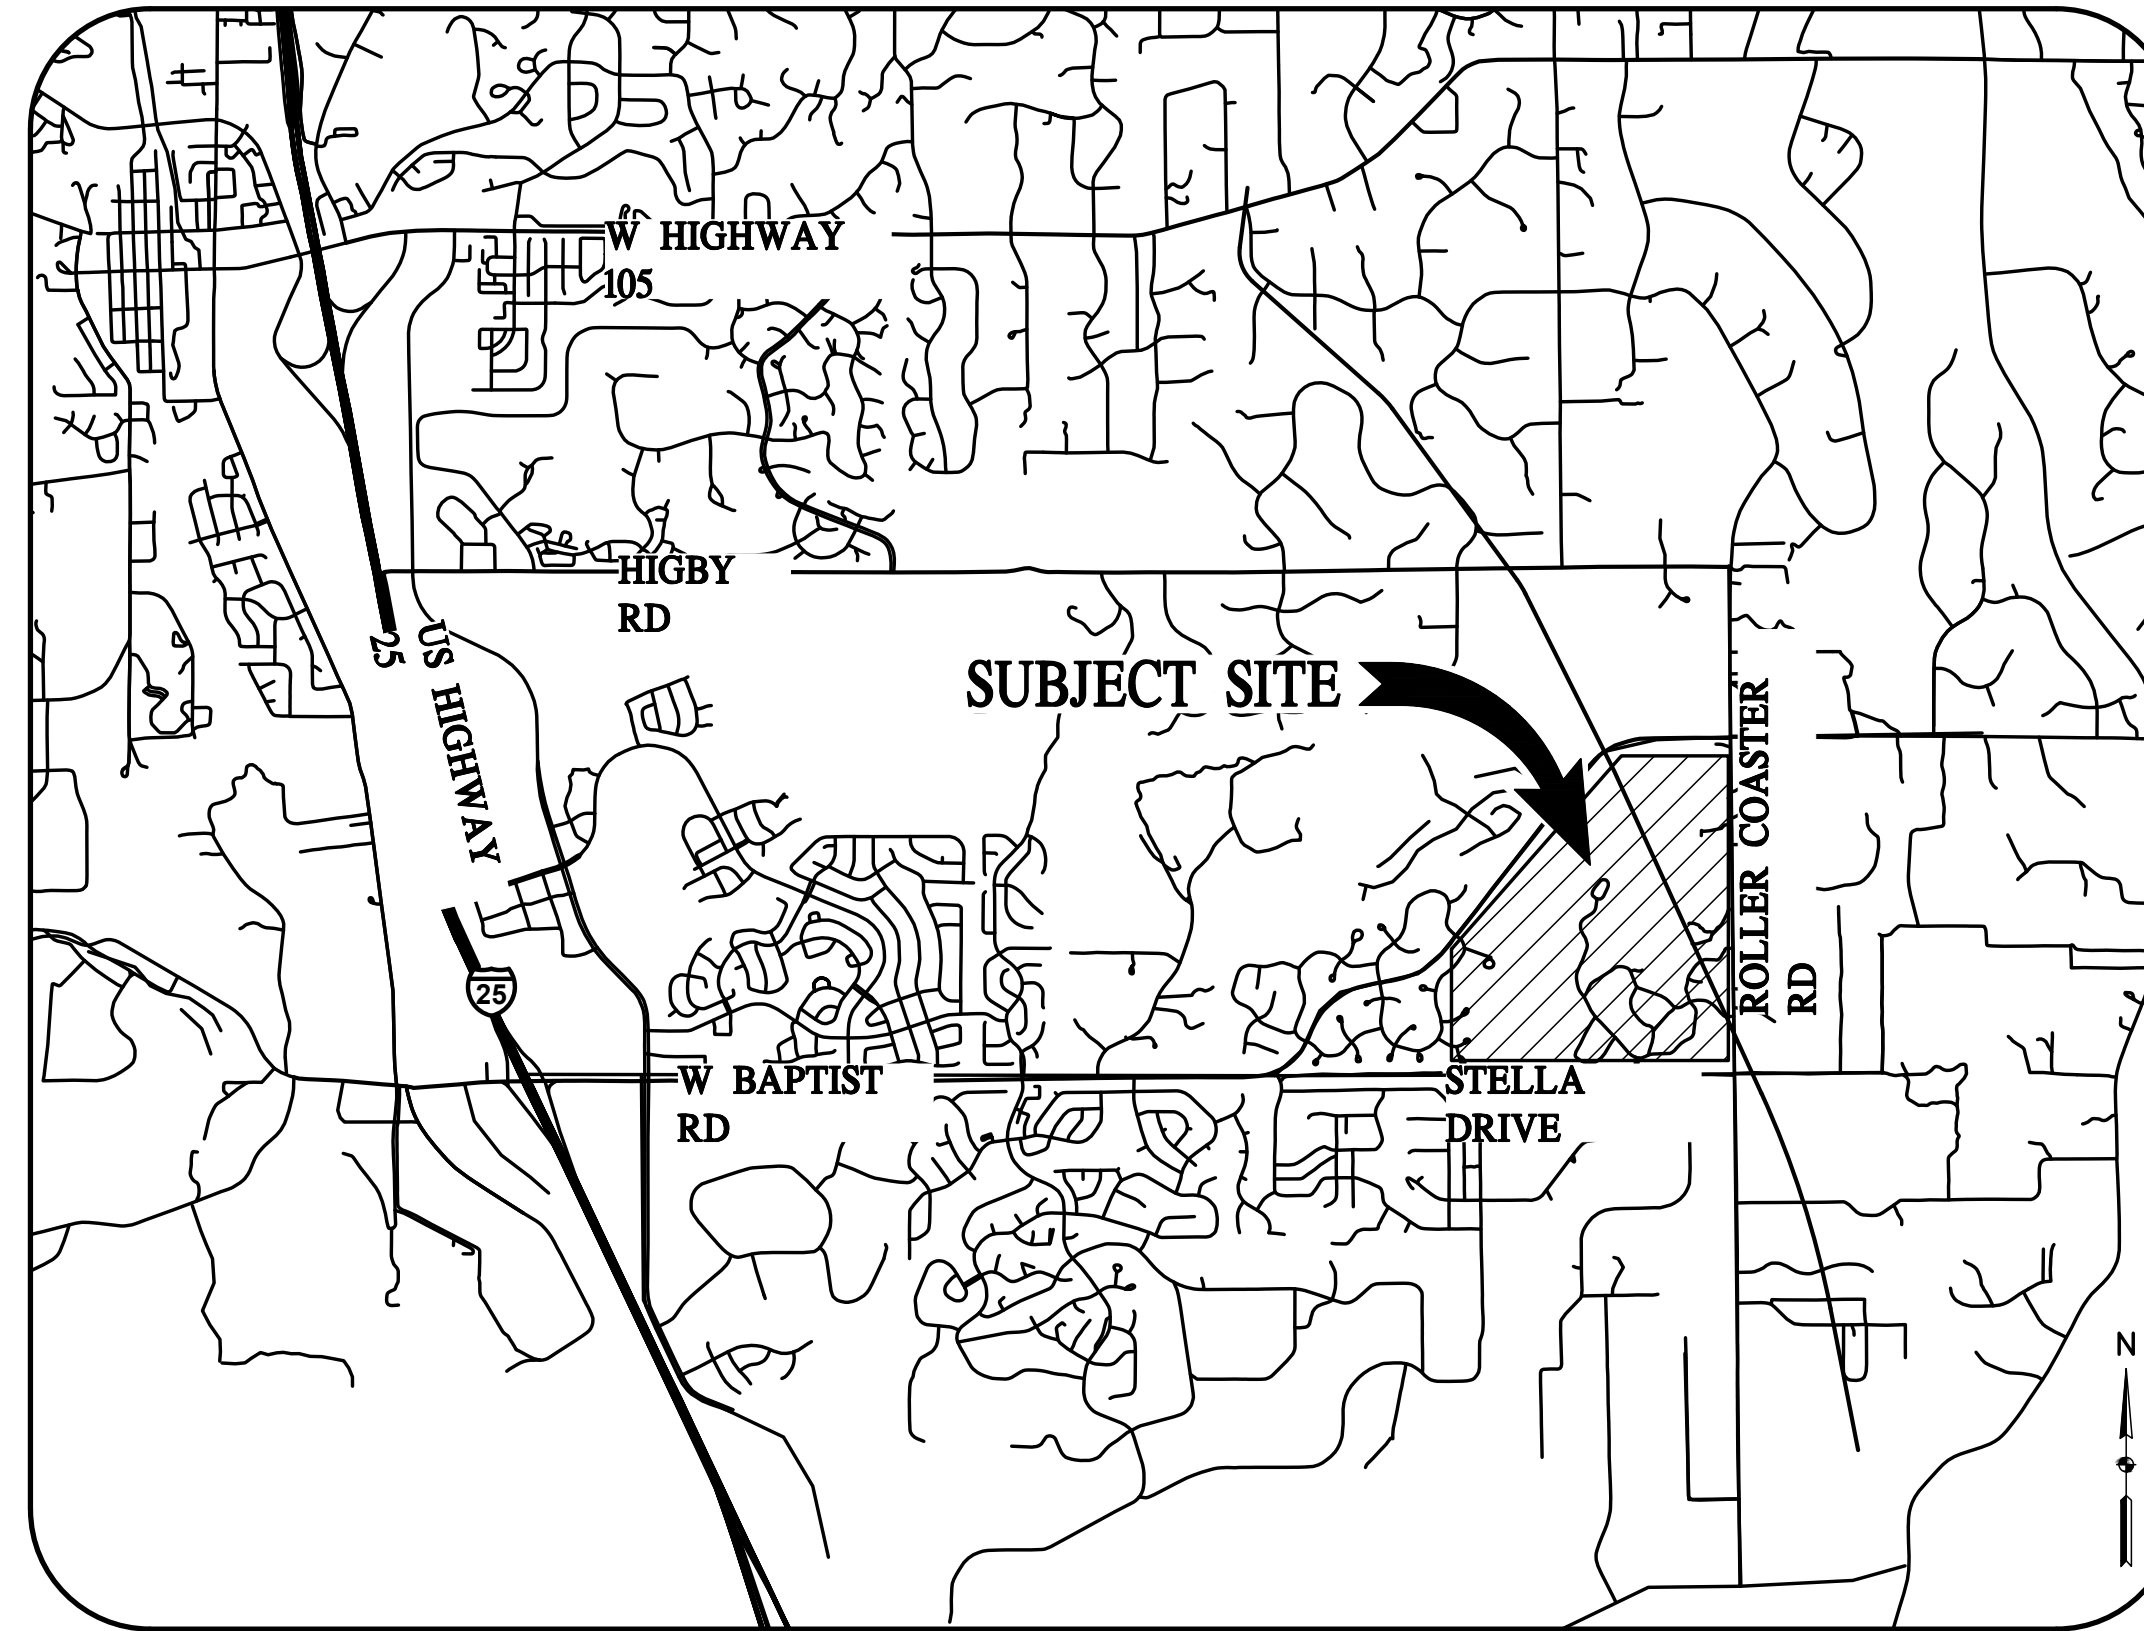 W HIGHWAY
105
HIGBY
RD
US HIGHWAY
25
SUBJECT SITE
ROLLER COASTER
RD
25
W BAPTIST
RD
STELLA
DRIVE
N